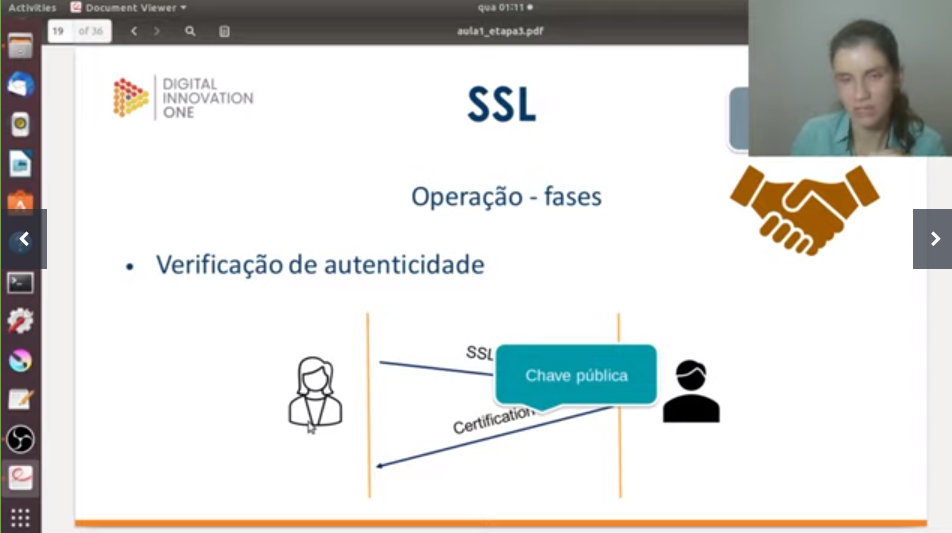 Activities
Document Viewer
qua 01:11
19
of 36
aula1_etapa3.pdf
DIGITAL
INNOVATION
ONE
SSL
Operação - fases
• Verificação de autenticidade
SSL
Chave pública
Certification